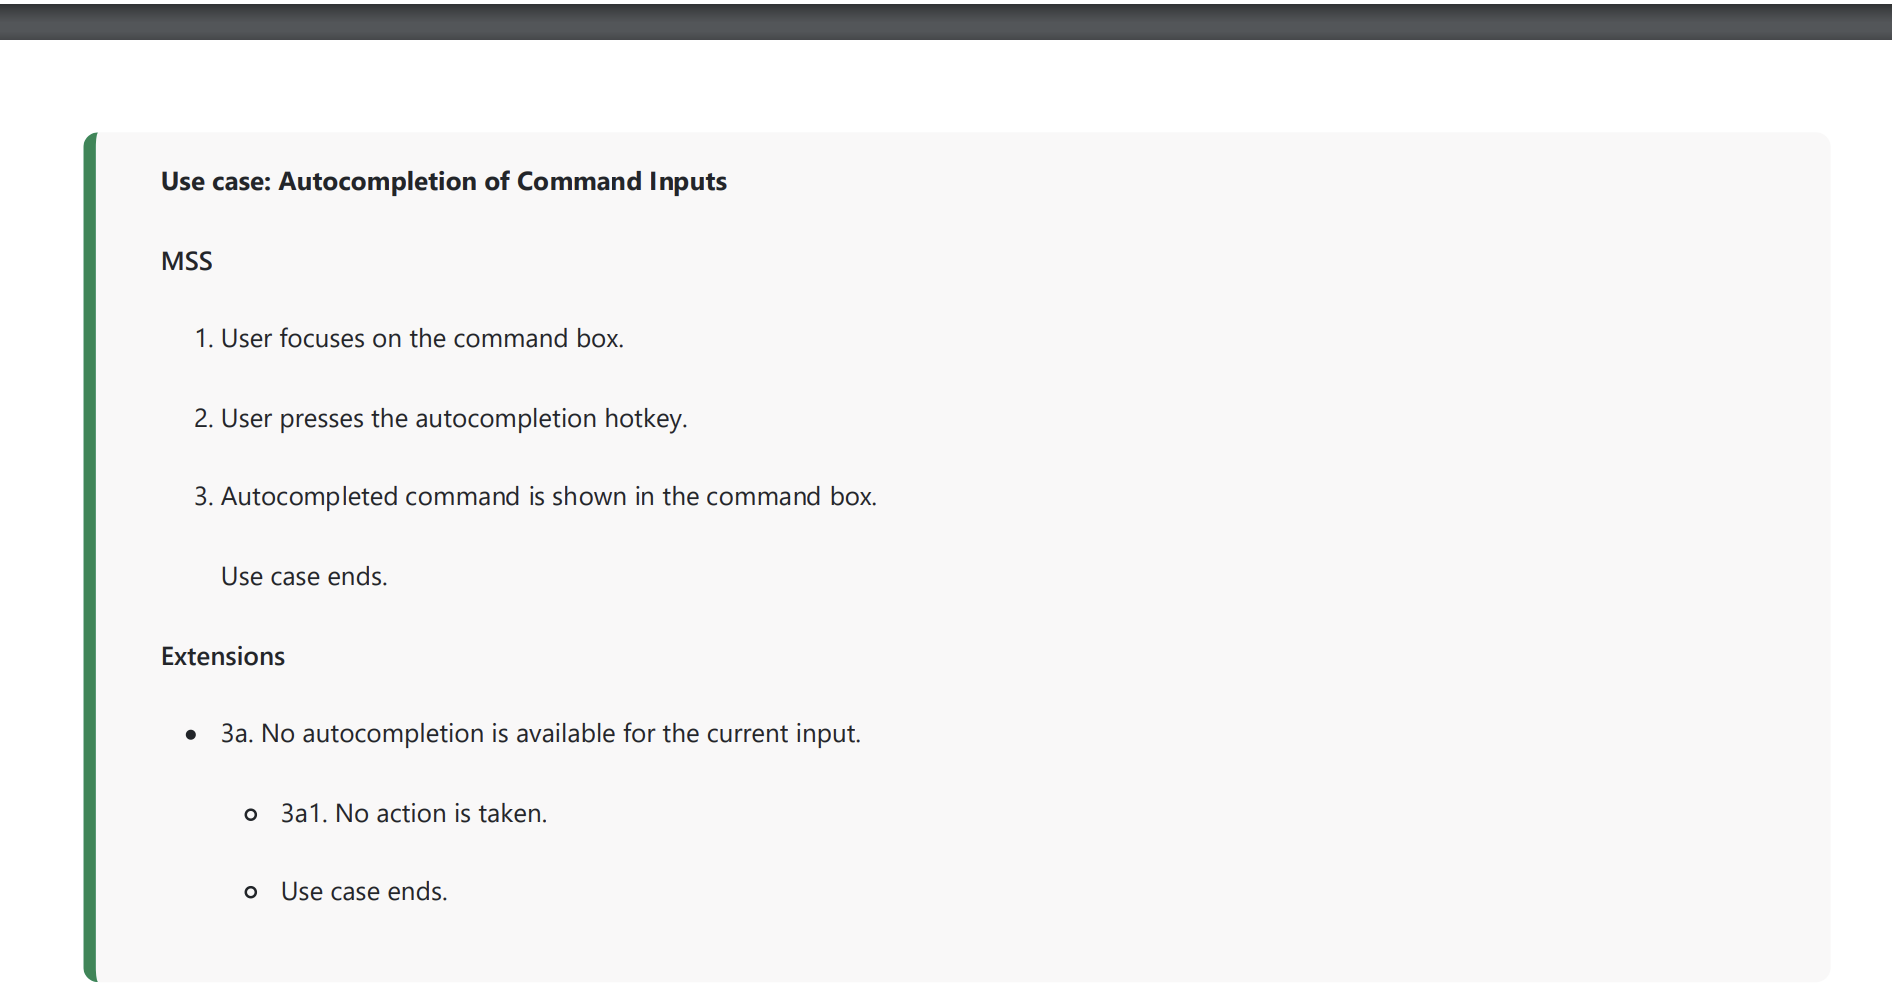 Use case: Autocompletion of Command Inputs
MSS
1. User focuses on the command box.
2. User presses the autocompletion hotkey.
3. Autocompleted command is shown in the command box.
Use case ends.
Extensions
• 3a. No autocompletion is available for the current input.
○ 3a1. No action is taken.
○ Use case ends.